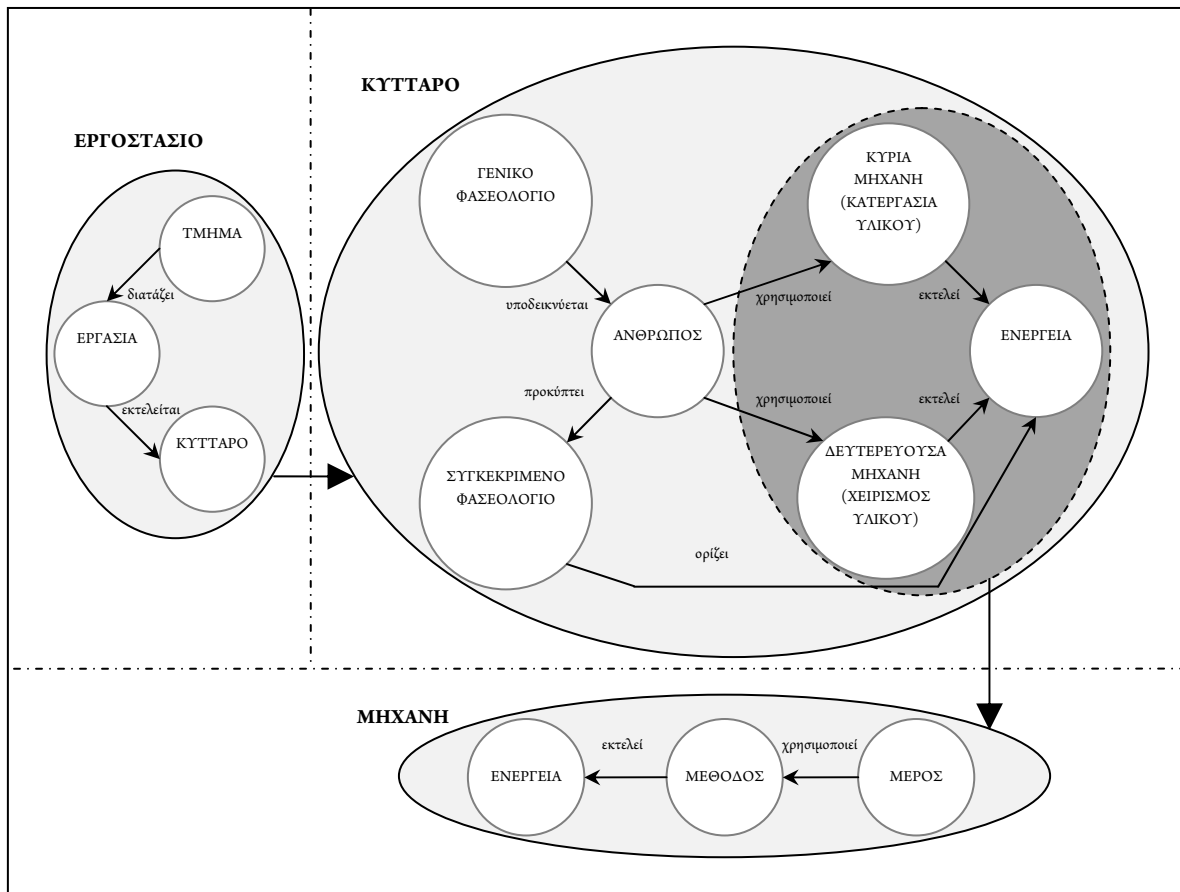 ΕΡΓΟΣΤΑΣΙΟ
ΤΜΗΜΑ
διατάζει
ΕΡΓΑΣΙΑ
εκτελείται
ΚΥΤΤΑΡΟ
ΚΥΤΤΑΡΟ
ΓΕΝΙΚΟ
ΦΑΣΕΟΛΟΓΙΟ
υποδεικνύεται
ΑΝΘΡΩΠΟΣ
προκύπτει
ΣΥΓΚΕΚΡΙΜΕΝΟ
ΦΑΣΕΟΛΟΓΙΟ
χρησιμοποιεί
χρησιμοποιεί
ΚΥΡΙΑ
ΜΗΧΑΝΗ
(ΚΑΤΕΡΓΑΣΙΑ
ΥΛΙΚΟΥ)
εκτελεί
ΕΝΕΡΓΕΙΑ
εκτελεί
ΔΕΥΤΕΡΕΥΟΥΣΑ
ΜΗΧΑΝΗ
(ΧΕΙΡΙΣΜΟΣ
ΥΛΙΚΟΥ)
ορίζει
ΜΗΧΑΝΗ
ΕΝΕΡΓΕΙΑ
εκτελεί
ΜΕΘΟΔΟΣ
χρησιμοποιεί
ΜΕΡΟΣ